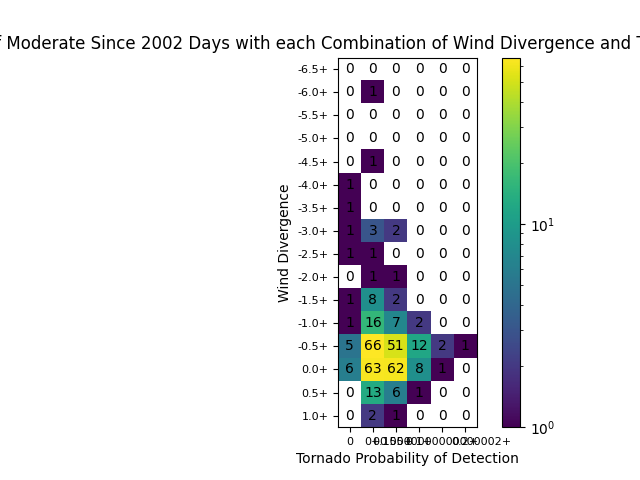 of Moderate Since 2002 Days with each Combination of Wind Divergence and T
-6.5+ 0 0 0 0 0 0
-6.0+ 0 1 0 0 0 0
-5.5+ 0 0 0 0 0 0
-5.0+ 0 0 0 0 0 0
-4.5+ 0 1 0 0 0 0
-4.0+ 1 0 0 0 0 0
-3.5+ 1 0 0 0 0 0
-3.0+ 1 3 2 0 0 0
-2.5+ 1 1 0 0 0 0
-2.0+ 0 1 1 0 0 0
-1.5+ 1 8 2 0 0 0
-1.0+ 1 16 7 2 0 0
-0.5+ 5 66 51 12 2 1
0.0+ 6 63 62 8 1 0
0.5+ 0 13 6 1 0 0
1.0+ 0 2 1 0 0 0
0
Tornado Probability of Detection
Wind Divergence
10^1
10^0